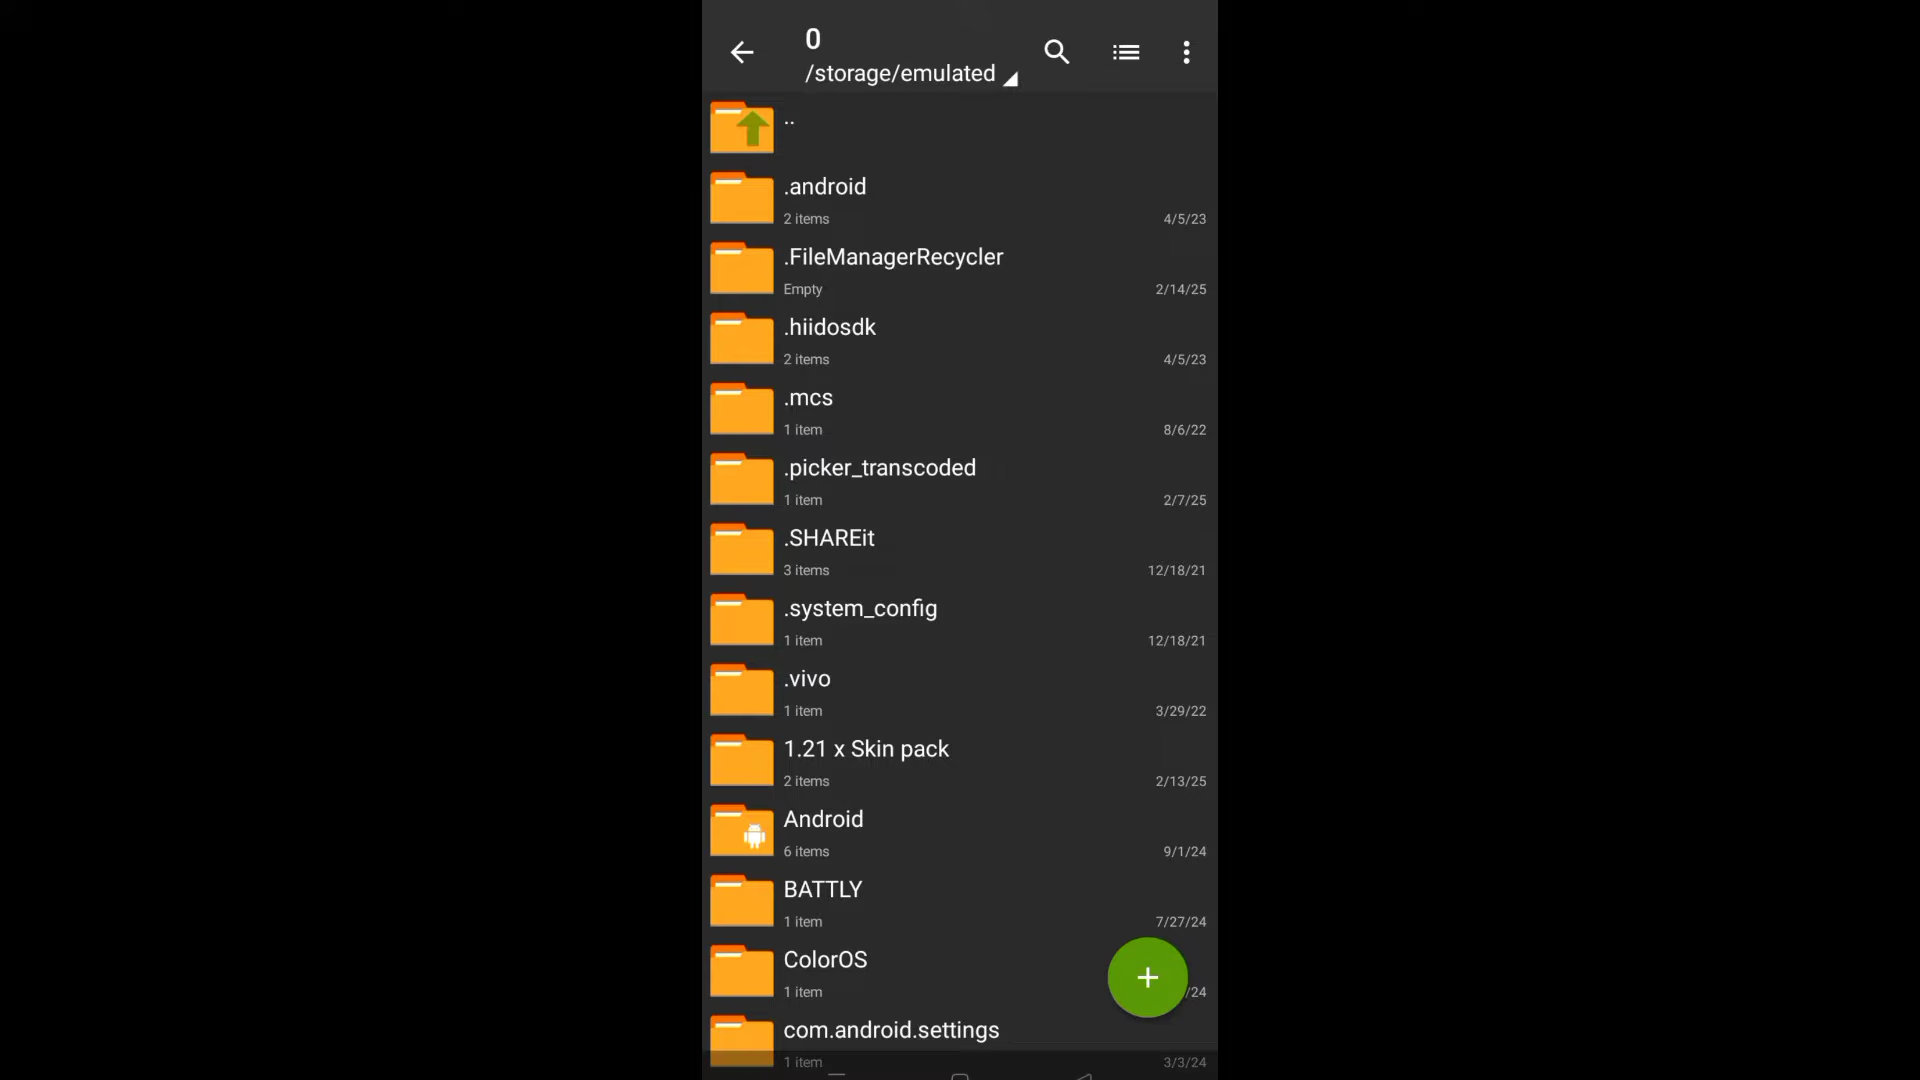 0
/storage/emulated
..
.android
2 items 4/5/23
.FileManagerRecycler
Empty 2/14/25
.hiidosdk
2 items 4/5/23
.mcs
1 item 8/6/22
.picker_transcoded
1 item 2/7/25
.SHAREit
3 items 12/18/21
.system_config
1 item 12/18/21
.vivo
1 item 3/29/22
1.21 x Skin pack
2 items 2/13/25
Android
6 items 9/1/24
BATTLY
1 item 7/27/24
ColorOS
1 item /24
com.android.settings
1 item 3/3/24